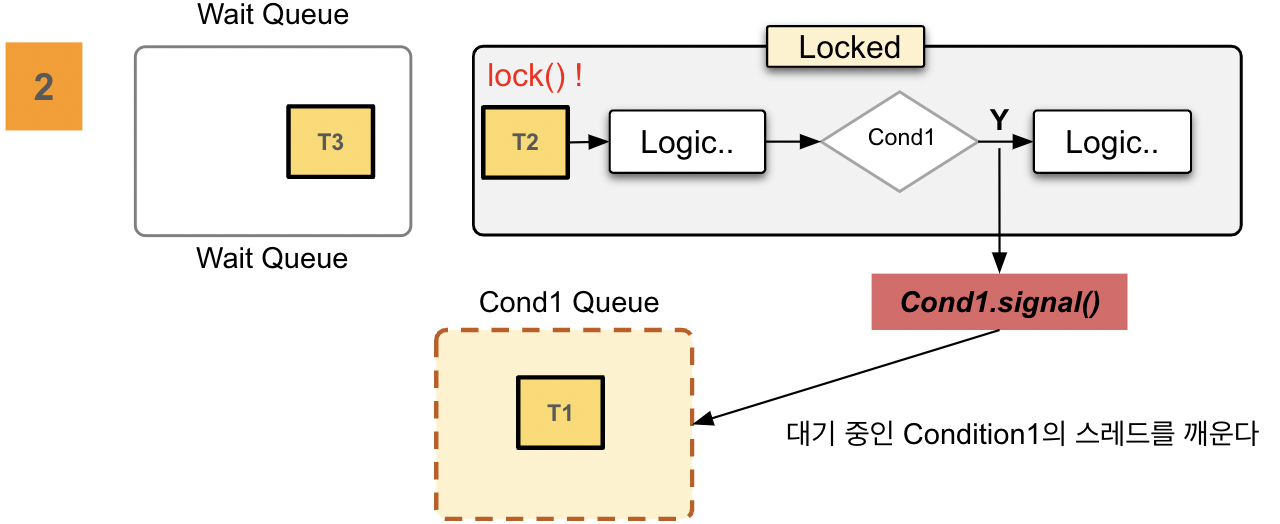 Wait Queue
2
T3
Wait Queue
Locked
lock() !
T2
Logic..
Cond1
Y
Logic..
Cond1.signal()
Cond1 Queue
T1
대기 중인 Condition1의 스레드를 깨운다